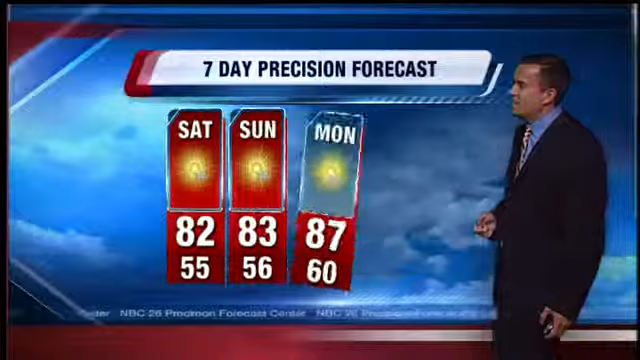 7 DAY PRECISION FORECAST
SAT SUN MON
82 83 87
55 56 60
NBC 26 Precision Forecast Center NBC 26 Precision Forecast